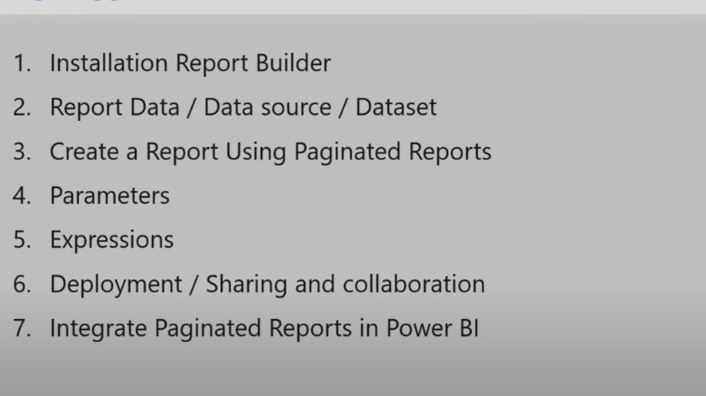 1. Installation Report Builder
2. Report Data / Data source / Dataset
3. Create a Report Using Paginated Reports
4. Parameters
5. Expressions
6. Deployment / Sharing and collaboration
7. Integrate Paginated Reports in Power BI